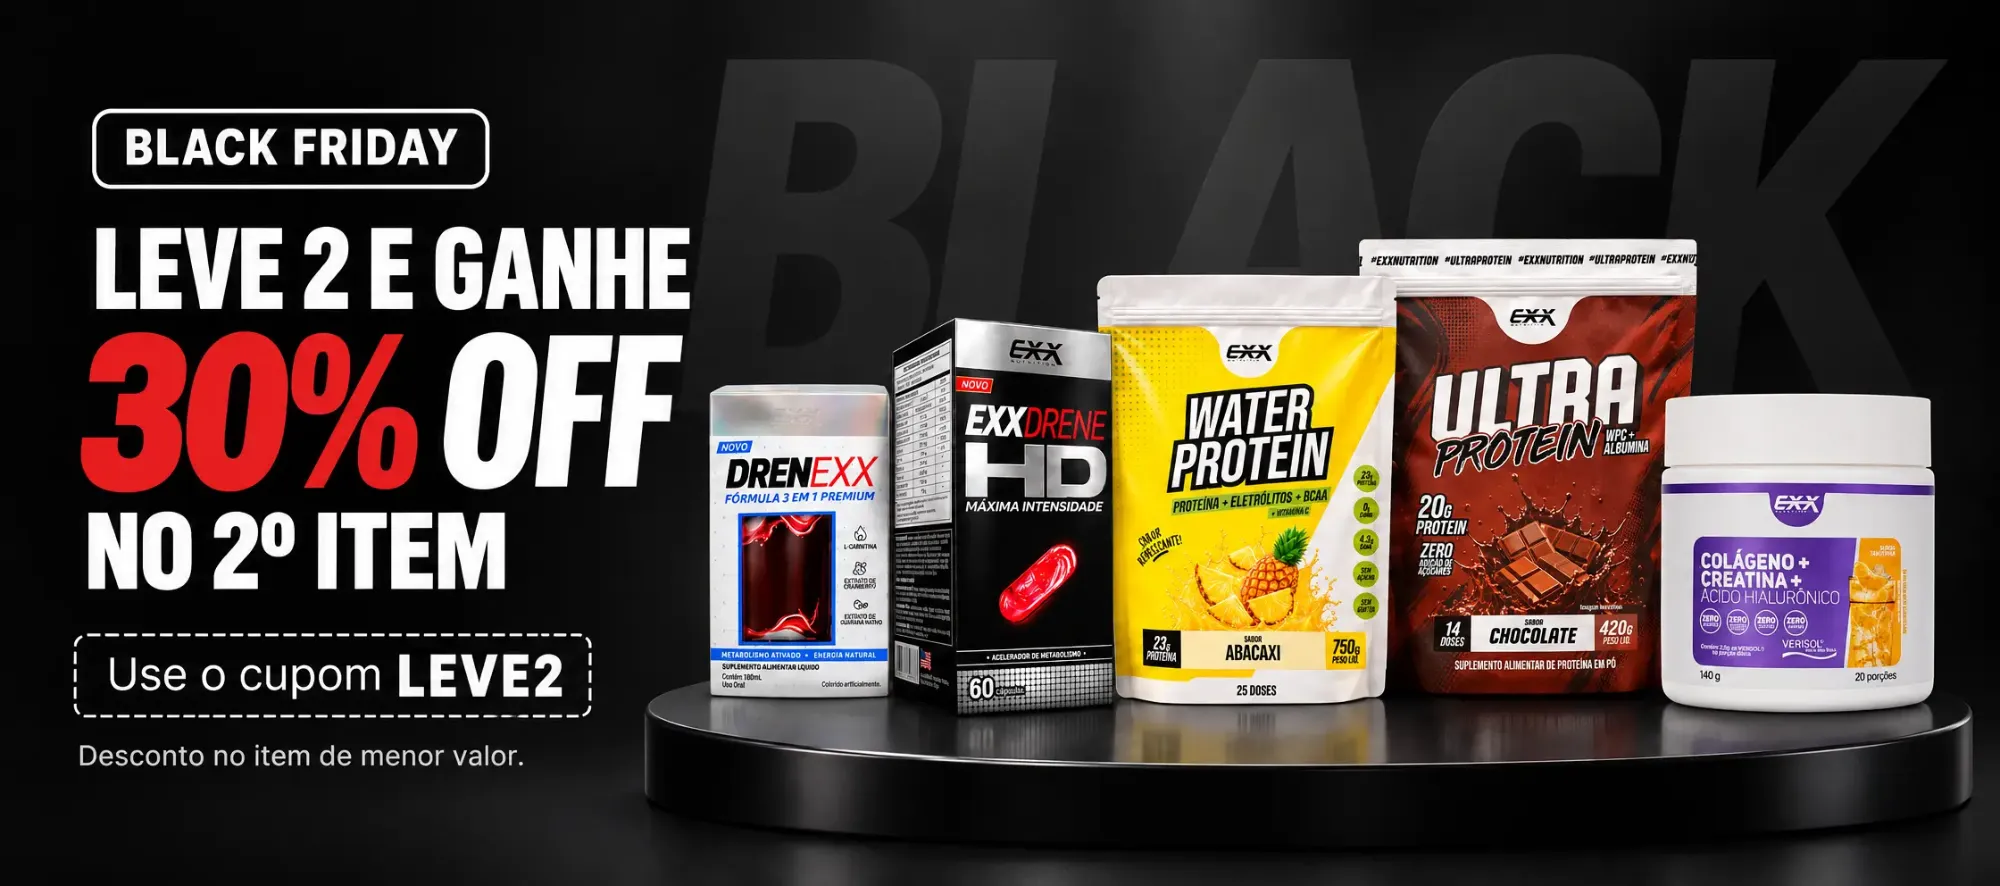 BLACK
BLACK FRIDAY
LEVE 2 E GANHE
30% OFF
NO 2º ITEM
Use o cupom LEVE2
Desconto no item de menor valor.
NOVO
DRENEXX
FÓRMULA 3 EM 1 PREMIUM
L-CARNITINA
EXTRATO DE
CRANBERRY
EXTRATO DE
METABOLISMO ATIVADO • ENERGIA NATURAL
SUPLEMENTO ALIMENTAR LÍQUIDO
Contém 180mL
Uso Oral
Colorido artificialmente.
EXX
NUTRITION
NOVO
EXXDRENE
HD
MÁXIMA INTENSIDADE
• ACELERADOR DE METABOLISMO •
60 cápsulas
EXX
NUTRITION
WATER
PROTEIN
PROTEÍNA + ELETRÓLITOS + BCAA
+ VITAMINA C
SABOR
REFRESCANTE!
23g
PROTEÍNA
SABOR
ABACAXI
750g
PESO LÍQ.
25 DOSES
#EXXNUTRITION #ULTRAPROTEIN #EXXNUTRITION #ULTRAPROTEIN
EXX
NUTRITION
ULTRA
PROTEIN
WPC +
ALBUMINA
20G
PROTEIN
ZERO
ADIÇÃO DE
AÇÚCARES
14
DOSES
SABOR
CHOCOLATE
420G
PESO LÍQ.
SUPLEMENTO ALIMENTAR DE PROTEÍNA EM PÓ
EXX
COLÁGENO +
CREATINA +
ÁCIDO HIALURÔNICO
ZERO
ZERO
ZERO
ZERO
VERISOL®
140 g
20 porções